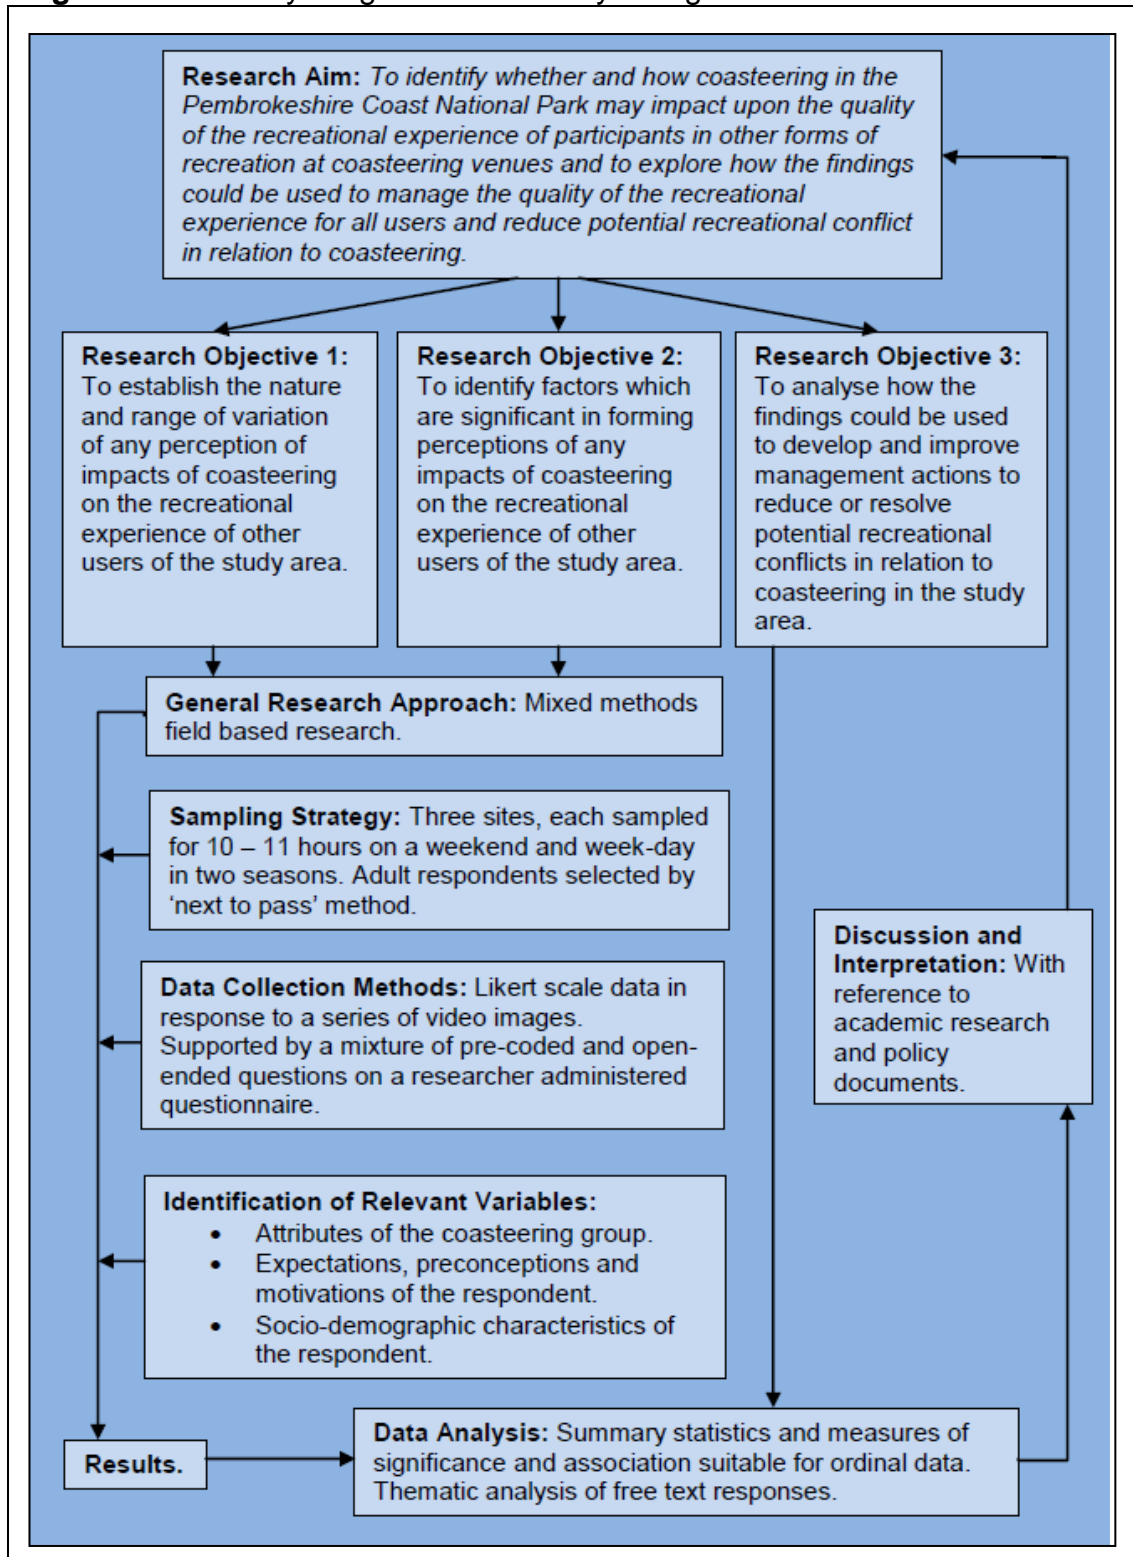 Research Aim: To identify whether and how coasteering in the
Pembrokeshire Coast National Park may impact upon the quality
of the recreational experience of participants in other forms of
recreation at coasteering venues and to explore how the findings
could be used to manage the quality of the recreational
experience for all users and reduce potential recreational conflict
in relation to coasteering.
Research Objective 1:
To establish the nature
and range of variation
of any perception of
impacts of coasteering
on the recreational
experience of other
users of the study area.
Research Objective 2:
To identify factors which
are significant in forming
perceptions of any
impacts of coasteering
on the recreational
experience of other
users of the study area.
Research Objective 3:
To analyse how the
findings could be used
to develop and improve
management actions to
reduce or resolve
potential recreational
conflicts in relation to
coasteering in the study
area.
General Research Approach: Mixed methods
field based research.
Sampling Strategy: Three sites, each sampled
for 10 – 11 hours on a weekend and week-day
in two seasons. Adult respondents selected by
‘next to pass’ method.
Data Collection Methods: Likert scale data in
response to a series of video images.
Supported by a mixture of pre-coded and open-
ended questions on a researcher administered
questionnaire.
Identification of Relevant Variables:
• Attributes of the coasteering group.
• Expectations, preconceptions and
motivations of the respondent.
• Socio-demographic characteristics of
the respondent.
Results.
Data Analysis: Summary statistics and measures of
significance and association suitable for ordinal data.
Thematic analysis of free text responses.
Discussion and
Interpretation: With
reference to
academic research
and policy
documents.